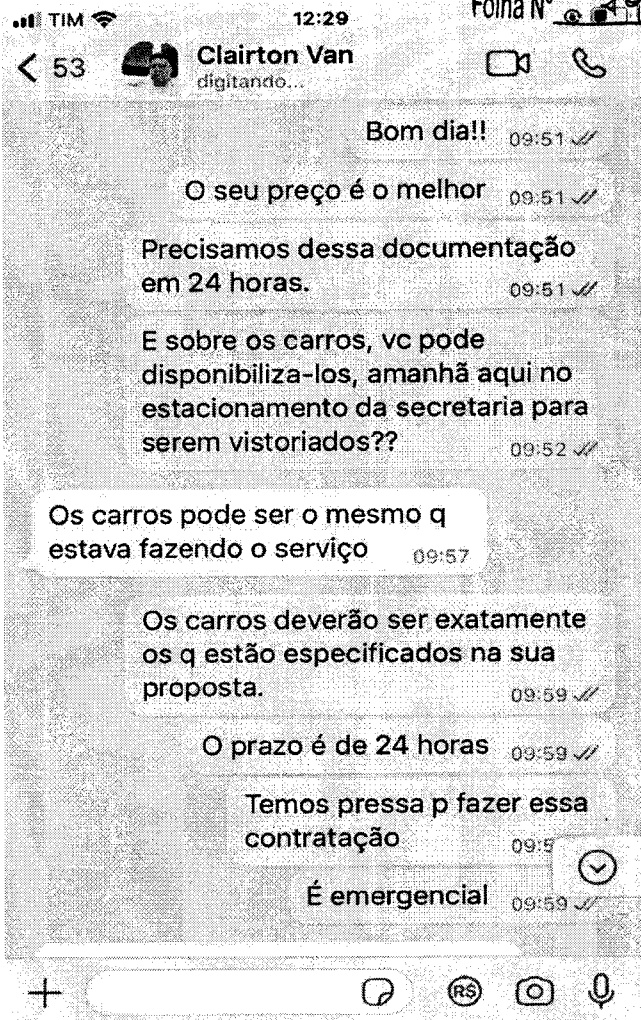 TIM 12:29 Folha N°
53 Clairton Van
digitando...
Bom dia!! 09:51
O seu preço é o melhor 09:51
Precisamos dessa documentação
em 24 horas. 09:51
E sobre os carros, vc pode
disponibiliza-los, amanhã aqui no
estacionamento da secretaria para
serem vistoriados?? 09:52
Os carros pode ser o mesmo q
estava fazendo o serviço 09:57
Os carros deverão ser exatamente
os q estão especificados na sua
proposta. 09:59
O prazo é de 24 horas 09:59
Temos pressa p fazer essa
contratação 09:5
É emergencial 09:59
R$